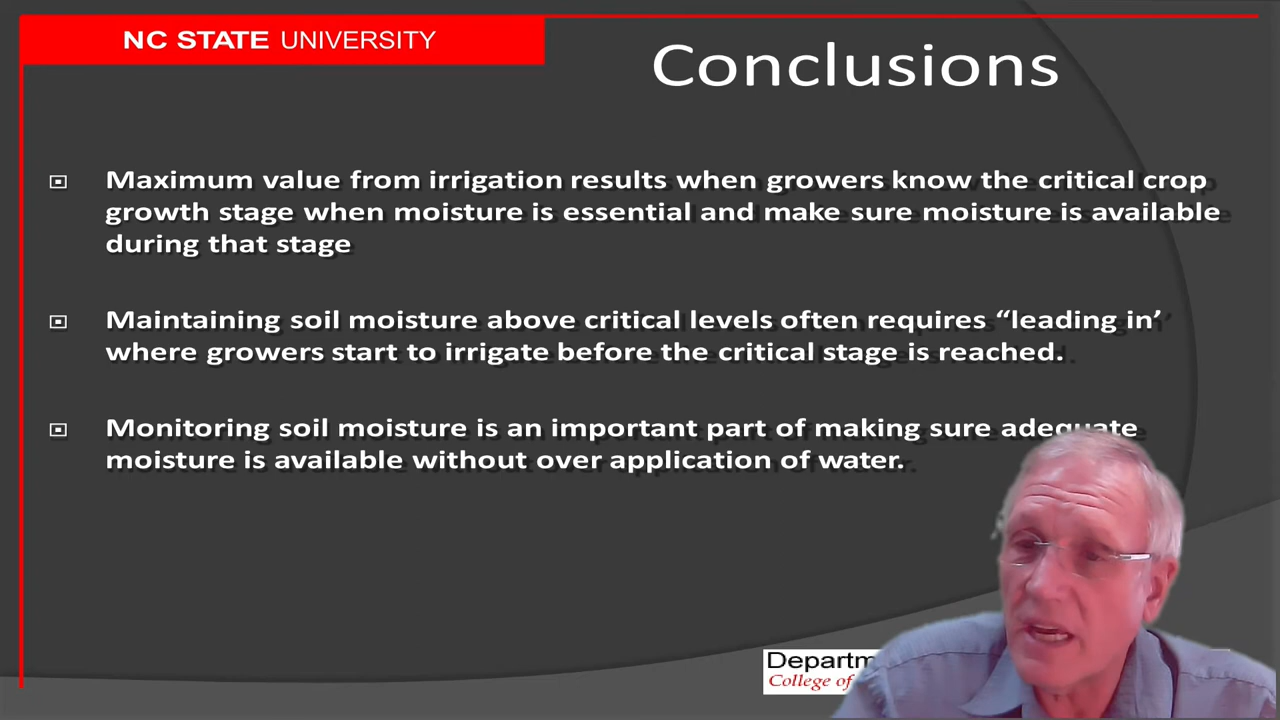 NC STATE UNIVERSITY
Conclusions
Maximum value from irrigation results when growers know the critical crop
growth stage when moisture is essential and make sure moisture is available
during that stage
Maintaining soil moisture above critical levels often requires “leading in’
where growers start to irrigate before the critical stage is reached.
Monitoring soil moisture is an important part of making sure adequate
moisture is available without over application of water.
College of